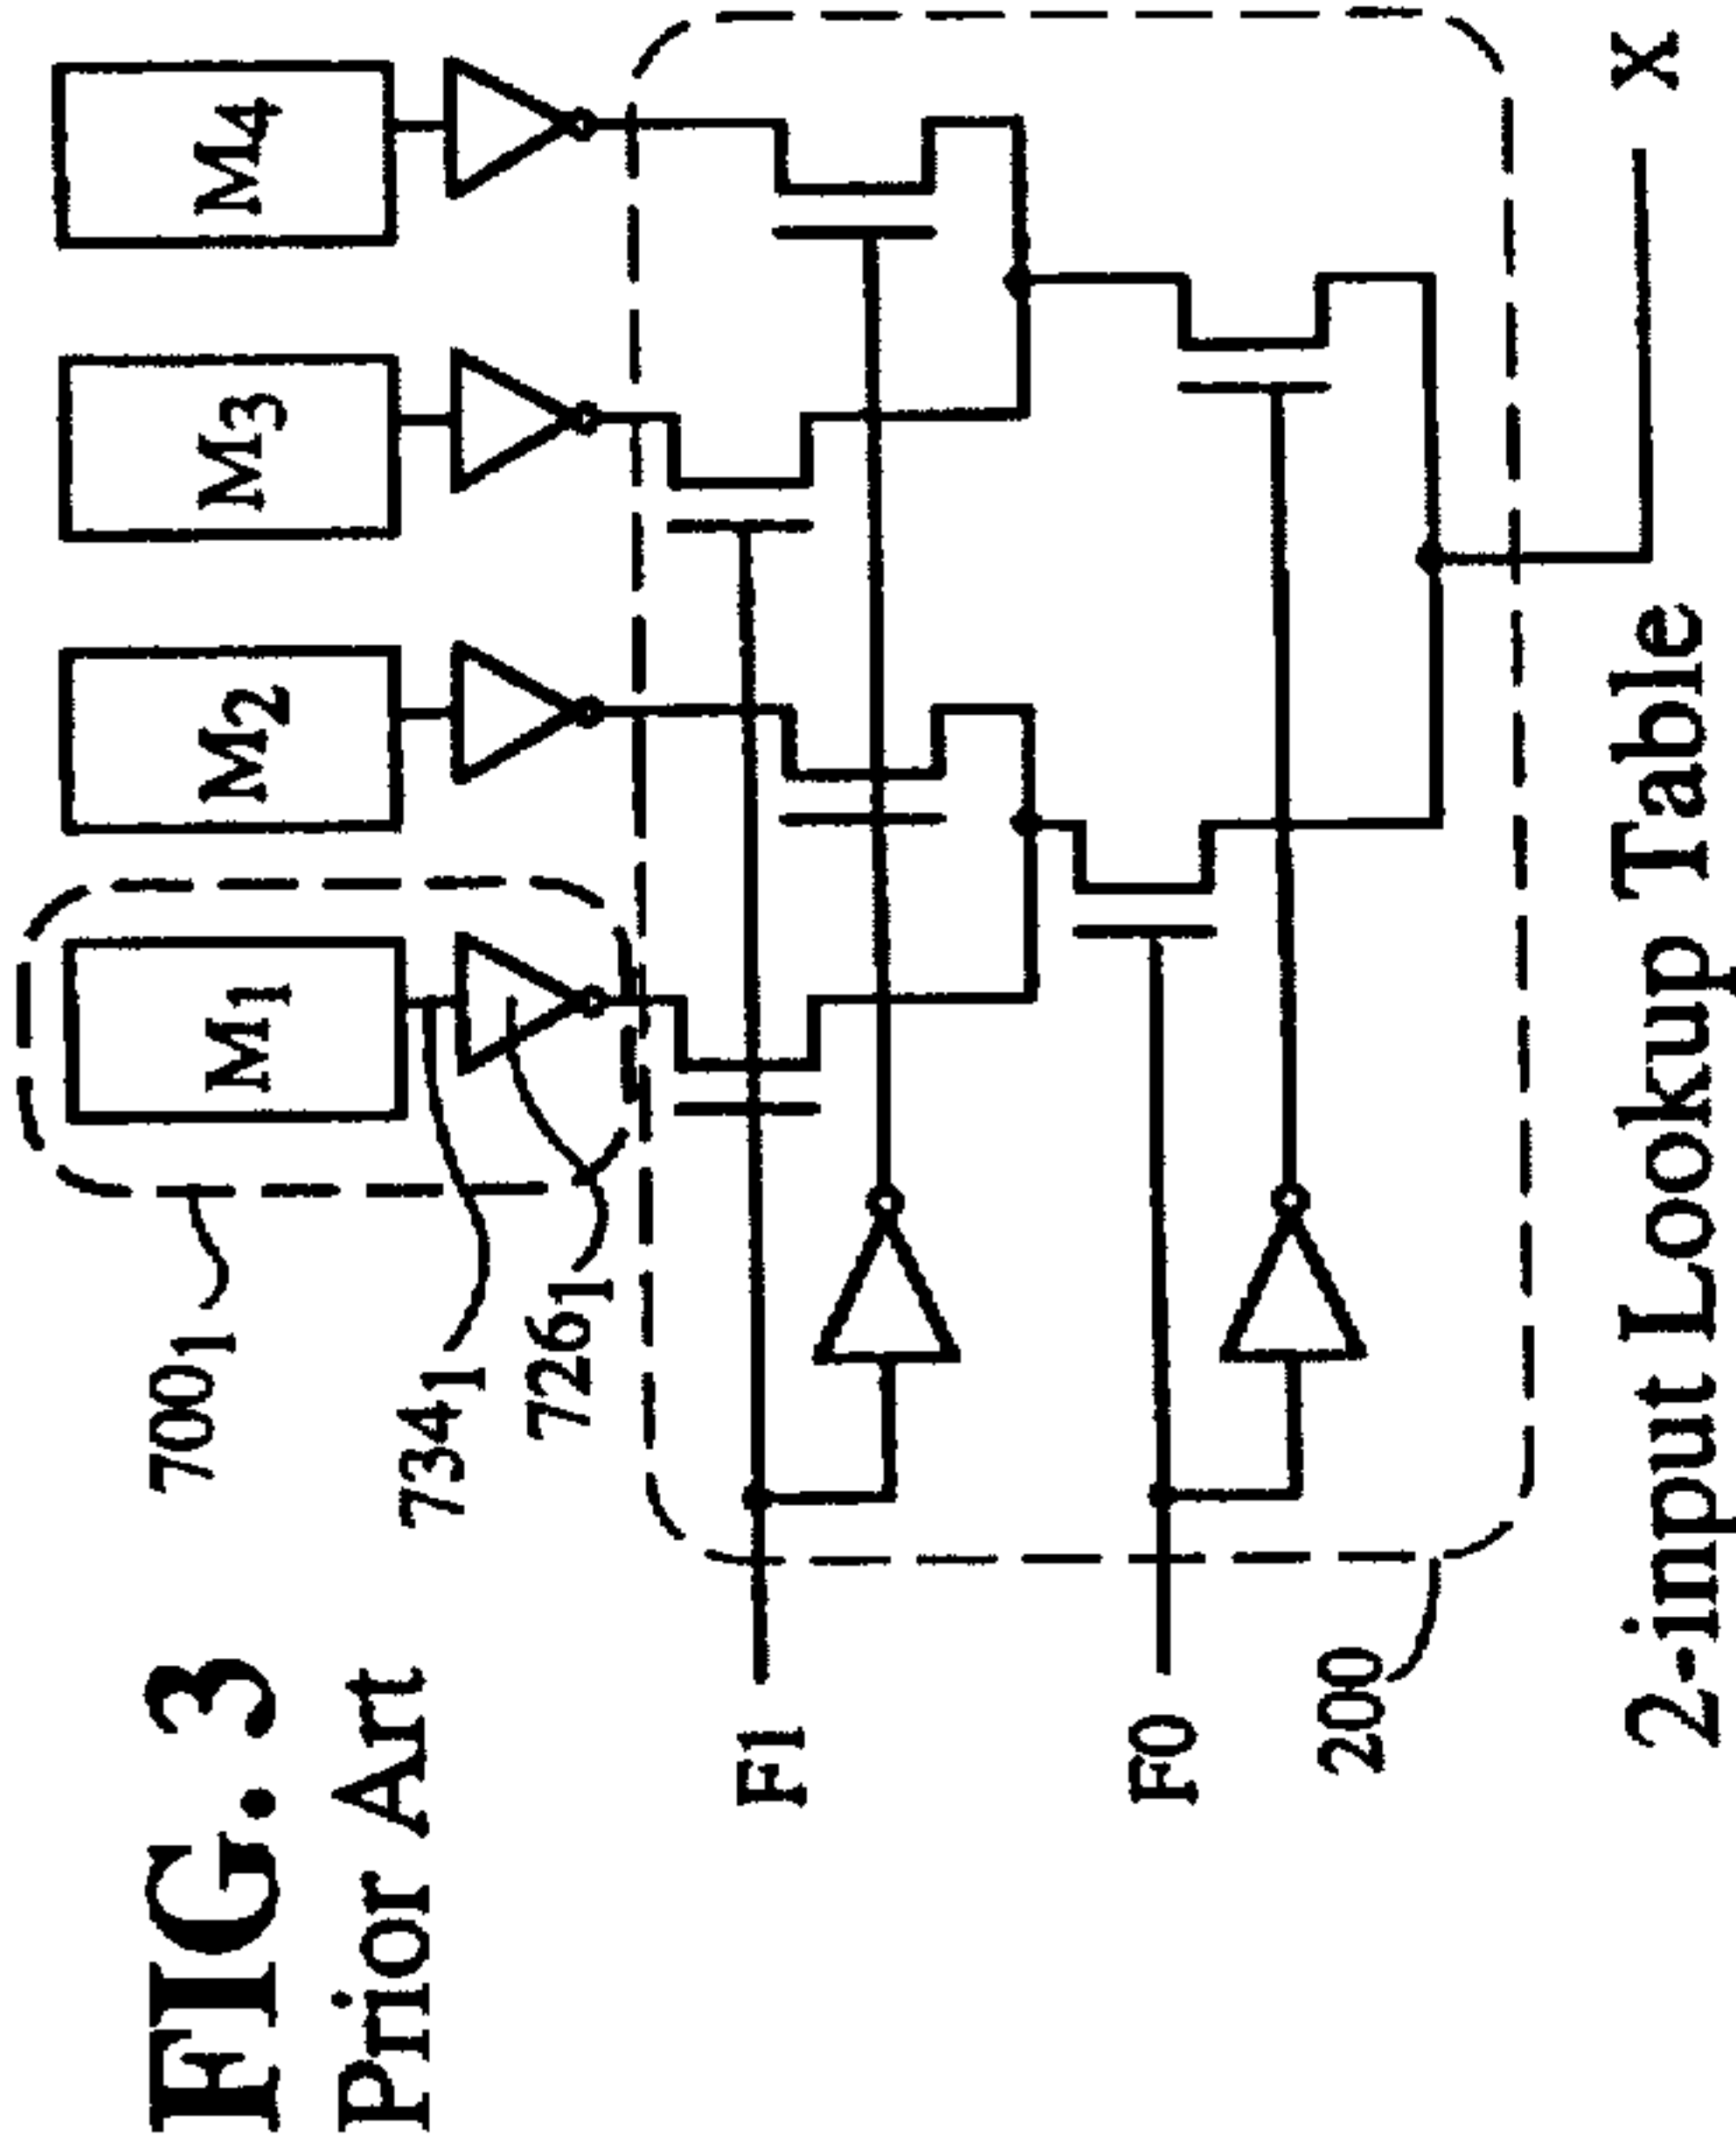 FIG. 3
Prior Art
M1
M2
M3
M4
7001
7341
7261
F1
F0
200
X
2-input Lookup Table